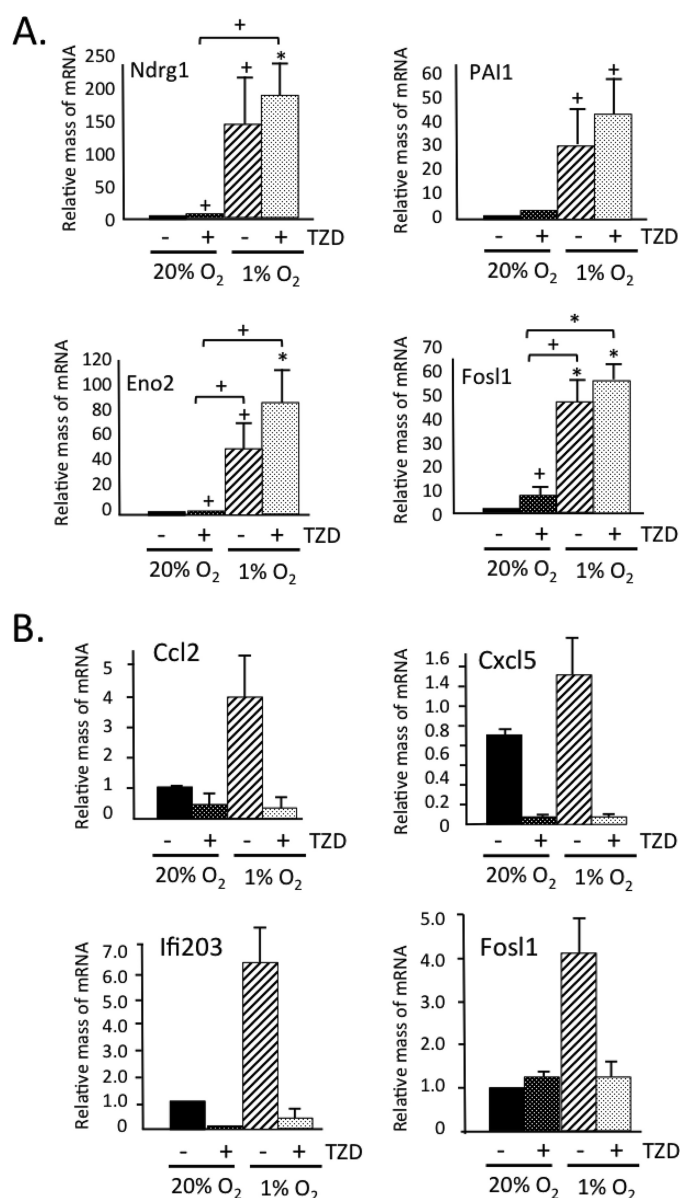 A.
Relative mass of mRNA
250
200
150
100
50
0
Ndrg1
+
+
+
*
- + - + TZD
20% O2 1% O2
Relative mass of mRNA
60
50
40
30
20
10
0
PAI1
+
+
- + - + TZD
20% O2 1% O2
Relative mass of mRNA
120
100
80
60
40
20
0
Eno2
+
+
+
+
*
- + - + TZD
20% O2 1% O2
Relative mass of mRNA
70
60
50
40
30
20
10
0
Fosl1
*
+
+
*
*
- + - + TZD
20% O2 1% O2
B.
Relative mass of mRNA
5
4
3
2
1
0
Ccl2
- + - + TZD
20% O2 1% O2
Relative mass of mRNA
1.6
1.4
1.0
0.8
0.6
0.4
0.2
0
Cxcl5
- + - + TZD
20% O2 1% O2
Relative mass of mRNA
7.0
6.0
5.0
4.0
3.0
2.0
1.0
0
Ifi203
- + - + TZD
20% O2 1% O2
Relative mass of mRNA
5.0
4.0
3.0
2.0
1.0
0
Fosl1
- + - + TZD
20% O2 1% O2